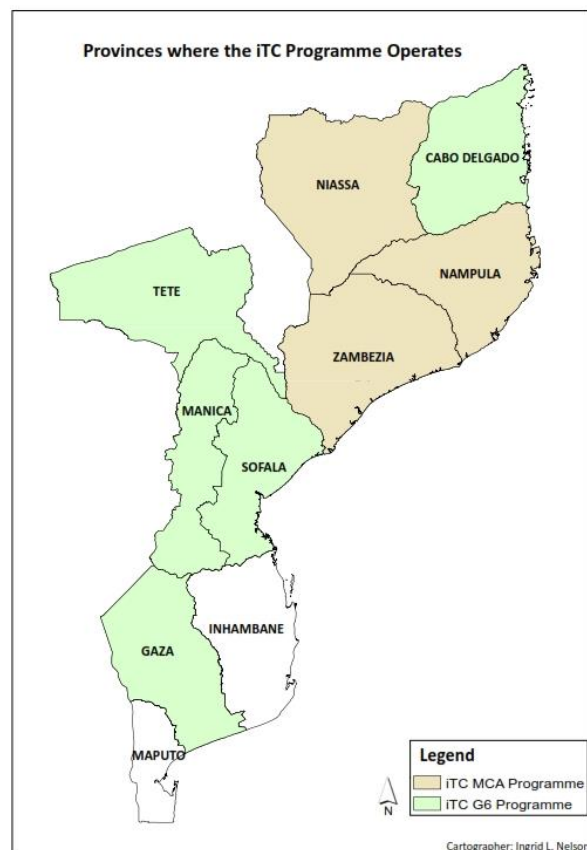 Provinces where the iTC Programme Operates
CABO DELGADO
NIASSA
NAMPULA
TETE
ZAMBEZIA
MANICA
SOFALA
INHAMBANE
GAZA
MAPUTO
Legend
iTC MCA Programme
iTC G6 Programme
N
Cartographer: Ingrid L. Nelson